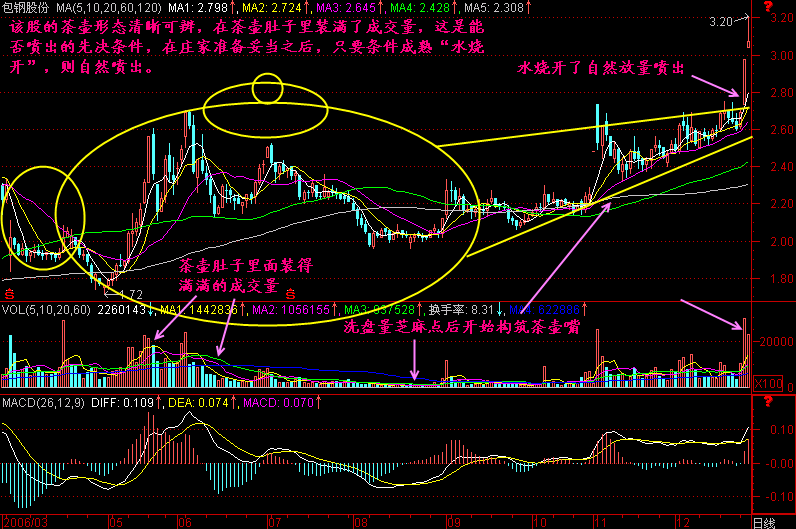 包钢股份 MA(5,10,20,60,120) MA1: 2.798↑, MA2: 2.724↑, MA3: 2.645↑, MA4: 2.428↑, MA5: 2.308↑
?
该股的茶壶形态清晰可辨，在茶壶肚子里装满了成交量，这是能
否喷出的先决条件，在庄家准备妥当之后，只要条件成熟“水烧
开”，则自然喷出。
水烧开了自然放量喷出
3.20
3.20
3.00
2.80
2.60
2.40
2.20
2.00
1.80
1.72
茶壶肚子里面装得
满满的成交量
VOL(5,10,20,60) 2260143↓, MA1: 1442836↑, MA2: 1056155↑, MA3: 837528↑, 换手率: 8.31↓, 622886↑
洗盘量芝麻点后开始构筑茶壶嘴
20000
X100
0
MACD(26,12,9) DIFF: 0.109↑, DEA: 0.074↑, MACD: 0.070↑
?
0.10
-0.00
-0.10
2006/03 05 06 07 08 09 10 11 12 日线